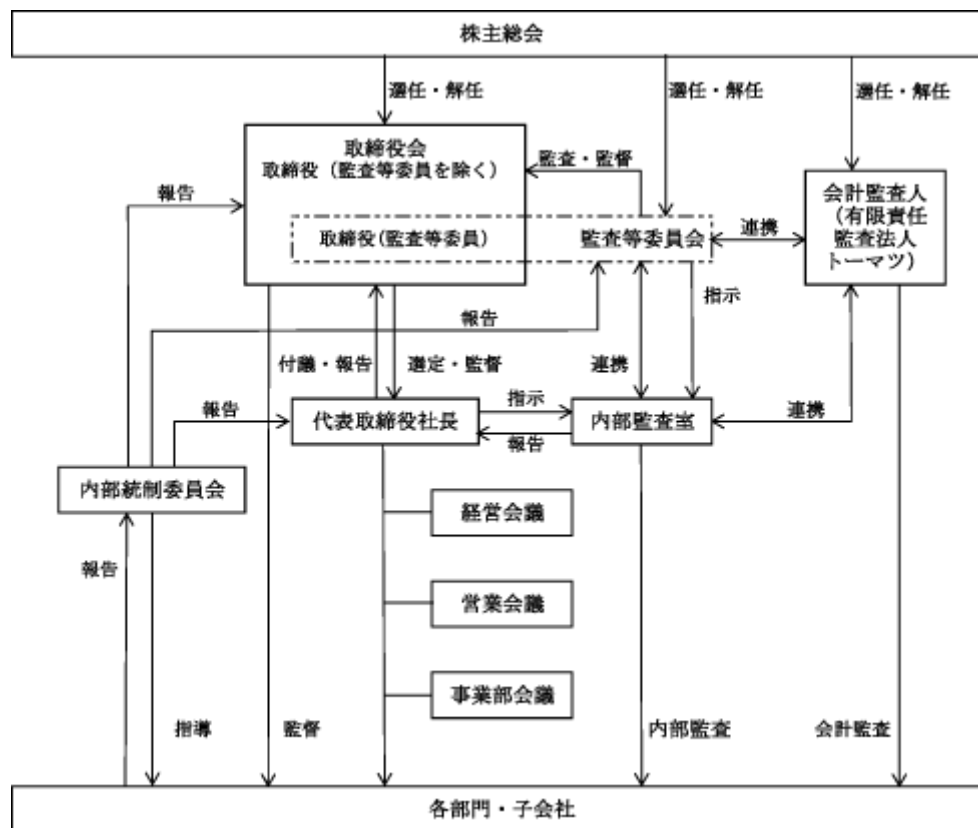 株主総会
選任・解任
選任・解任
選任・解任
取締役会
取締役（監査等委員を除く）
監査・監督
報告
会計監査人
（有限責任
監査法人
トーマツ）
取締役(監査等委員)
監査等委員会
連携
指示
報告
付議・報告
選定・監督
連携
報告
代表取締役社長
指示
報告
内部監査室
連携
内部統制委員会
経営会議
報告
営業会議
事業部会議
指導
監督
内部監査
会計監査
各部門・子会社